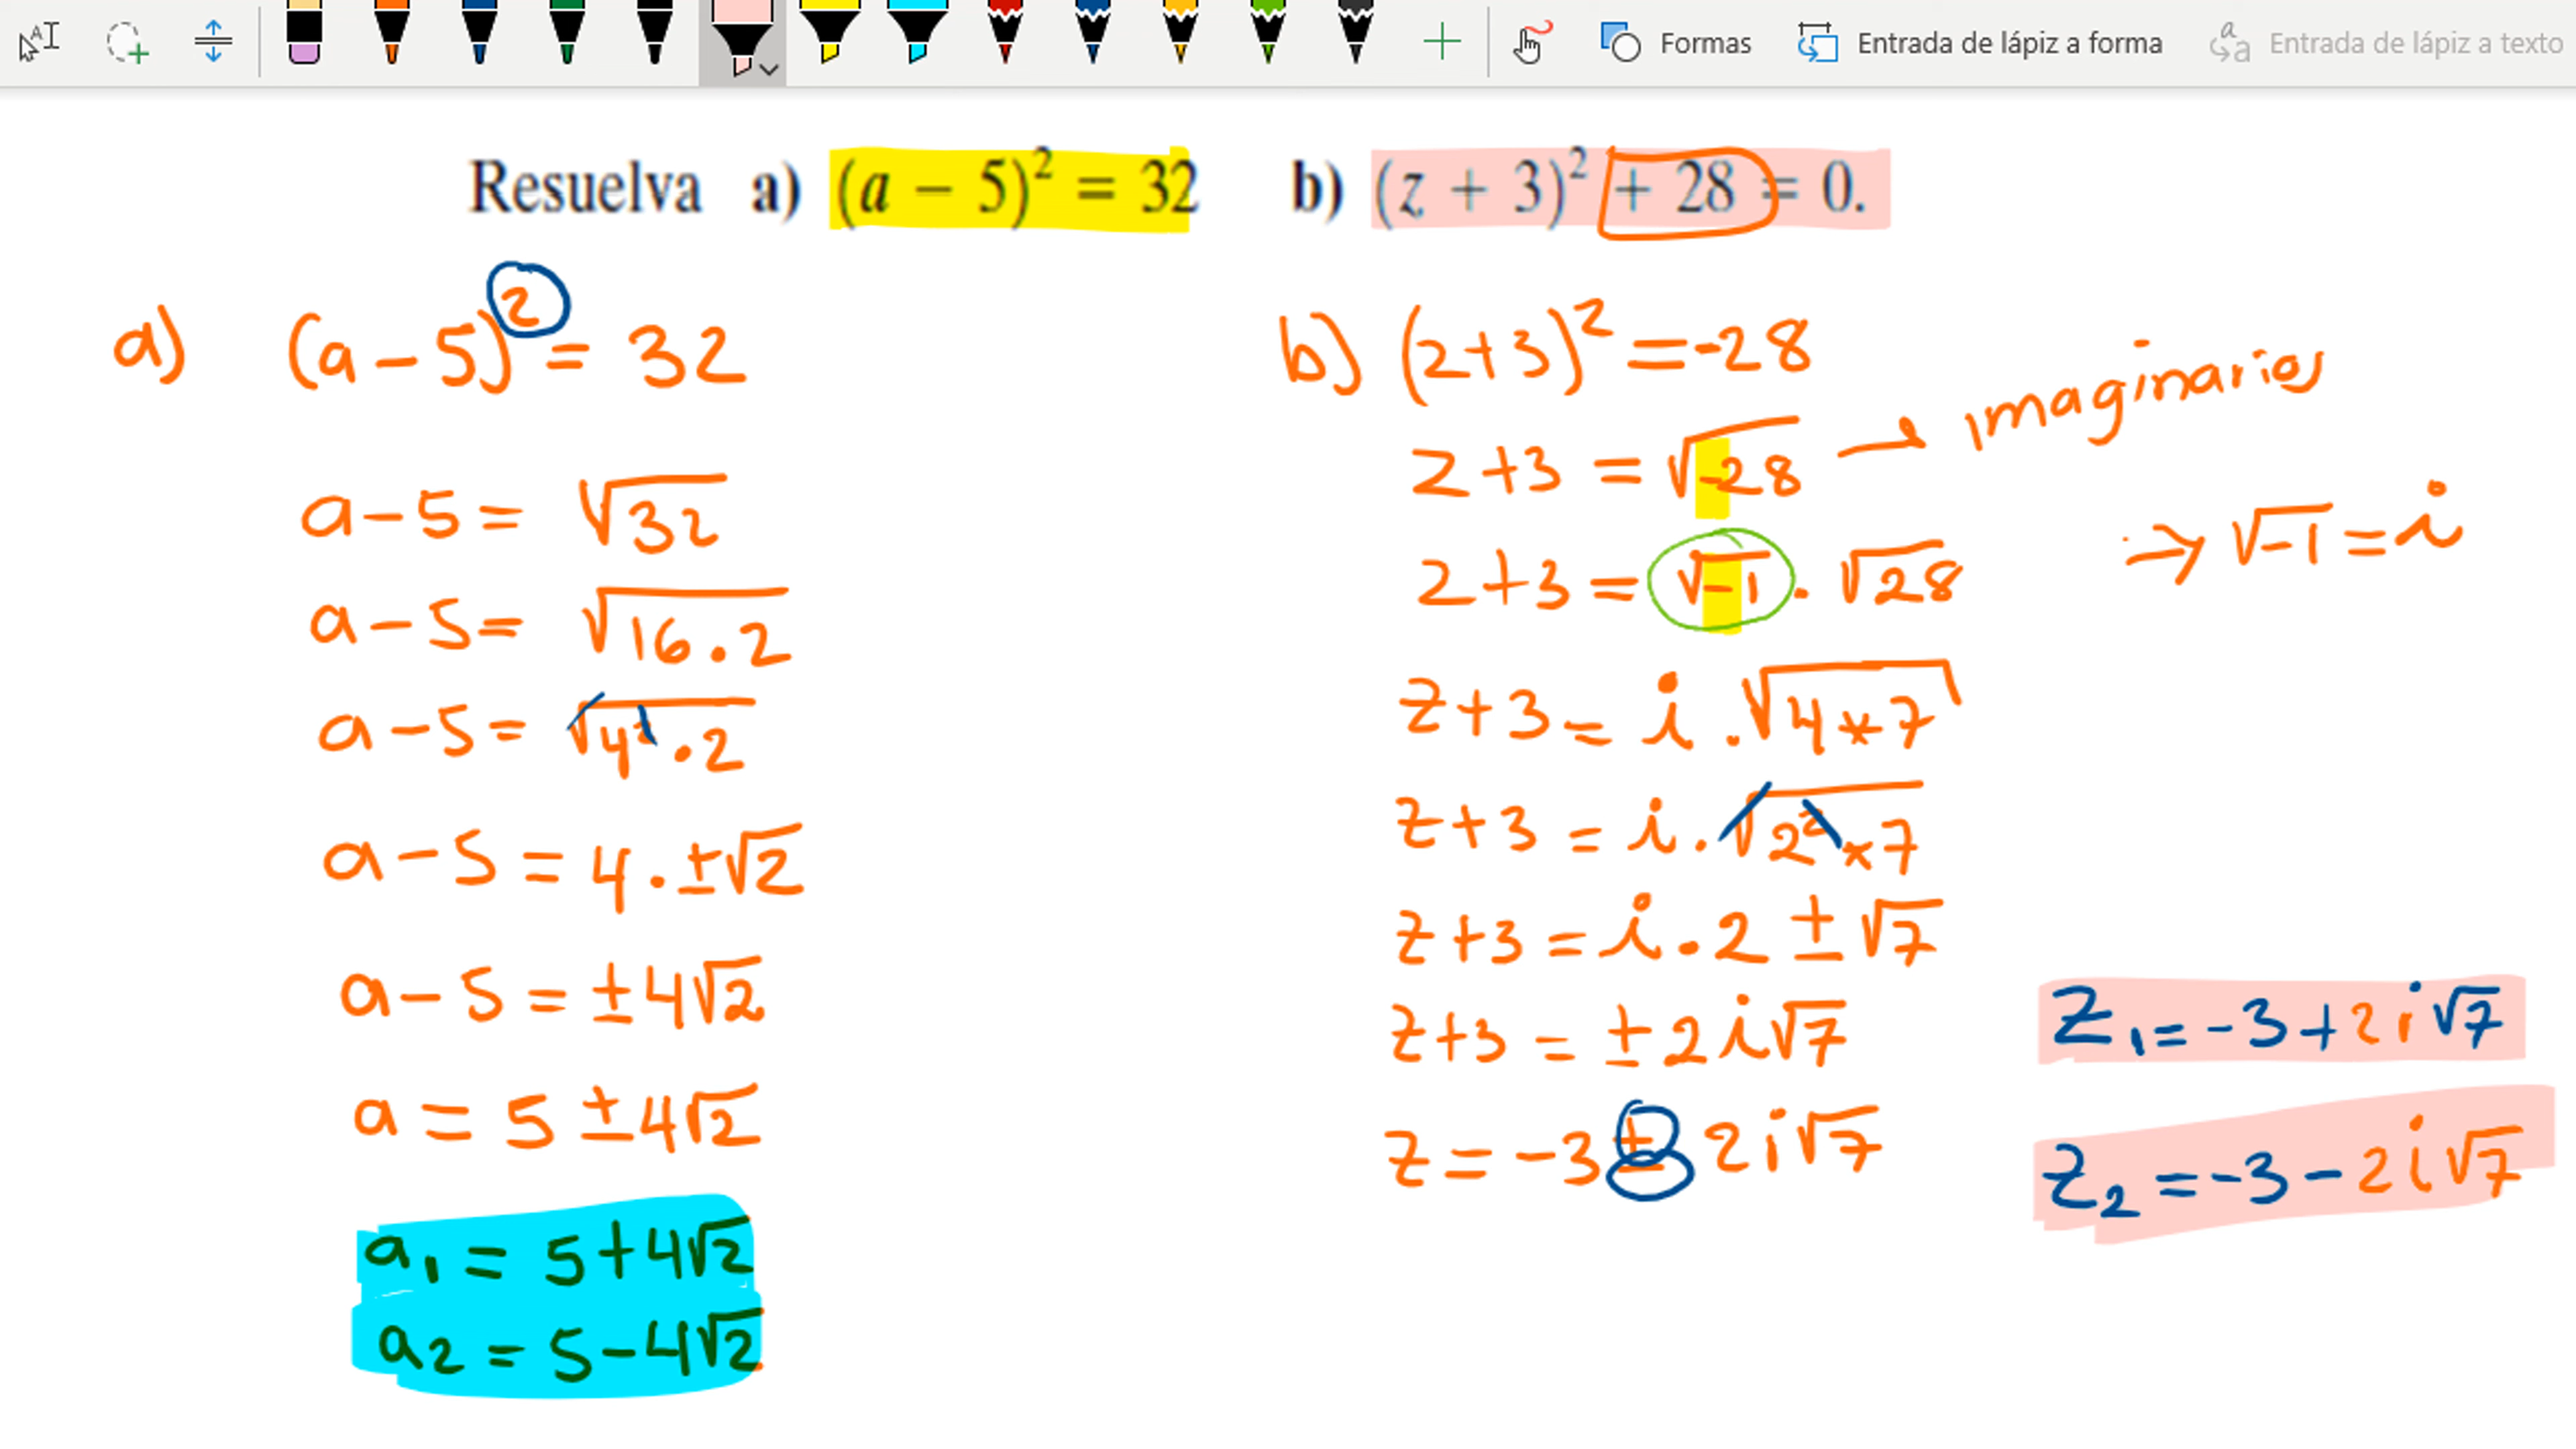 Formas Entrada de lápiz a forma Entrada de lápiz a texto
Resuelva a) (a − 5)² = 32 b) (z + 3)² + 28 = 0.
a) (a − 5)² = 32
a − 5 = √32
a − 5 = √16 · 2
a − 5 = √4² · 2
a − 5 = 4 · ±√2
a − 5 = ±4√2
a = 5 ± 4√2
a₁ = 5 + 4√2
a₂ = 5 − 4√2
b) (z + 3)² = -28
z + 3 = √-28 → imaginarios
z + 3 = √-1 · √28
⇒ √-1 = i
z + 3 = i · √4 * 7
z + 3 = i · √2² * 7
z + 3 = i · 2 ± √7
z + 3 = ± 2i√7
z = -3 ± 2i√7
z₁ = -3 + 2i√7
z₂ = -3 − 2i√7